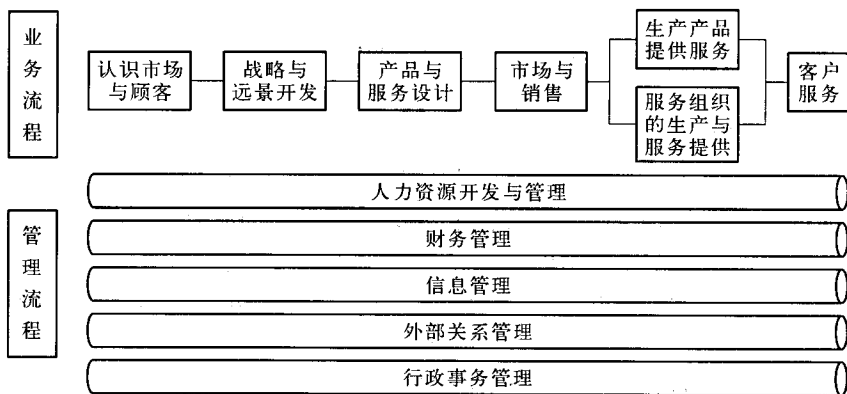 业务流程
认识市场
与顾客
战略与
远景开发
产品与
服务设计
市场与
销售
生产产品
提供服务
服务组织
的生产与
服务提供
客户
服务
管理流程
人力资源开发与管理
财务管理
信息管理
外部关系管理
行政事务管理